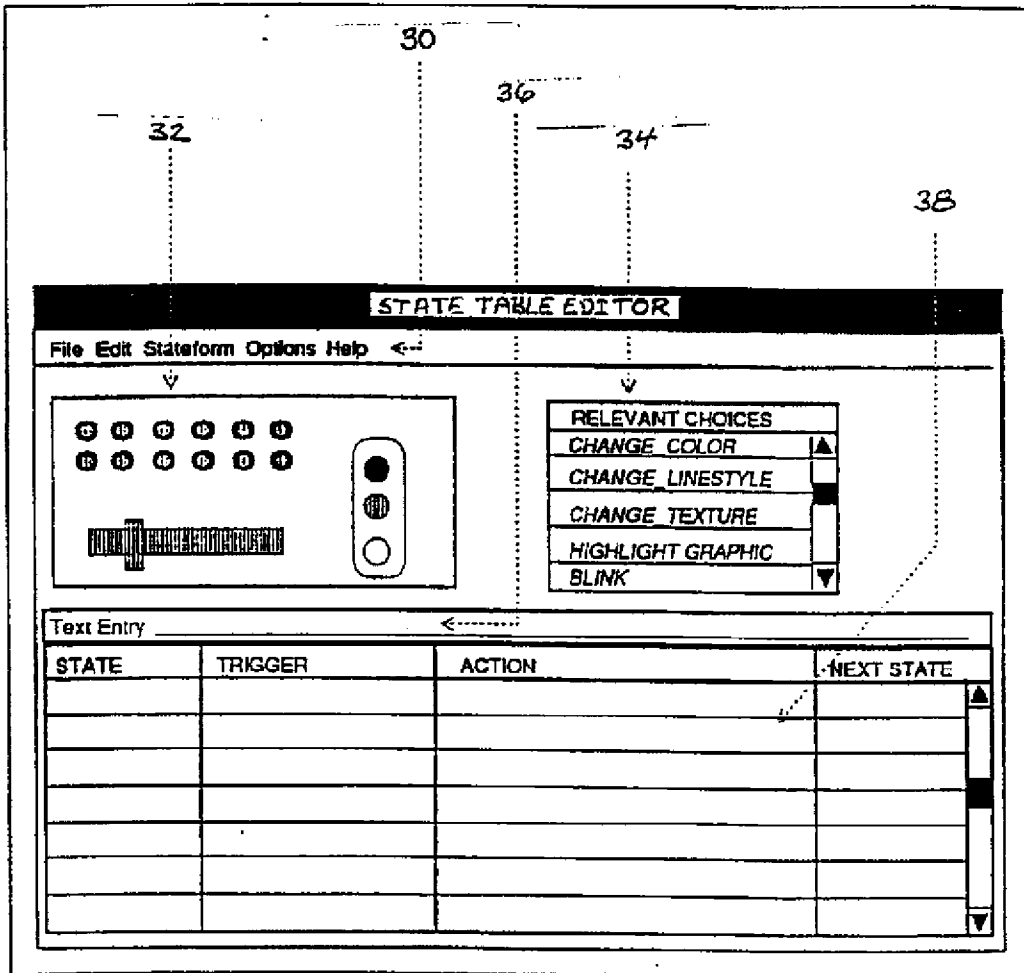 30
36
32
34
38
STATE TABLE EDITOR
File Edit Stateform Options Help
RELEVANT CHOICES
CHANGE_COLOR
CHANGE_LINESTYLE
CHANGE_TEXTURE
HIGHLIGHT GRAPHIC
BLINK
Text Entry
STATE TRIGGER ACTION NEXT STATE